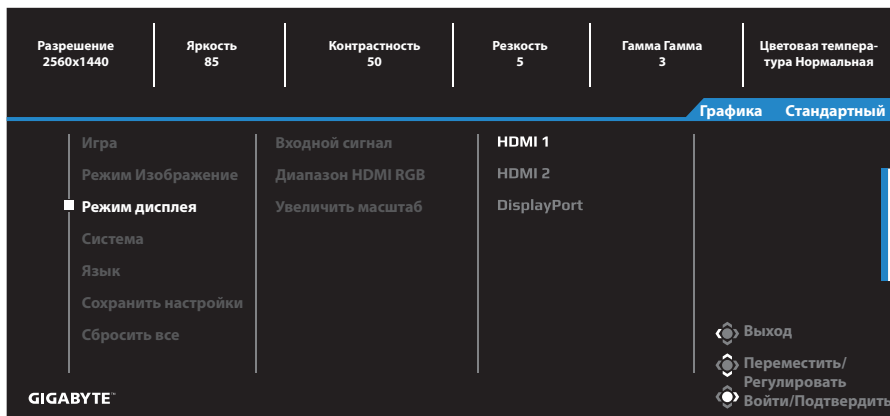 Разрешение
2560x1440
Яркость
85
Контрастность
50
Резкость
5
Гамма Гамма
3
Цветовая темпера-
тура Нормальная
Графика Стандартный
Игра
Режим Изображение
Режим дисплея
Система
Язык
Сохранить настройки
Сбросить все
Входной сигнал
Диапазон HDMI RGB
Увеличить масштаб
HDMI 1
HDMI 2
DisplayPort
Выход
Переместить/
Регулировать
Войти/Подтвердить
GIGABYTE™